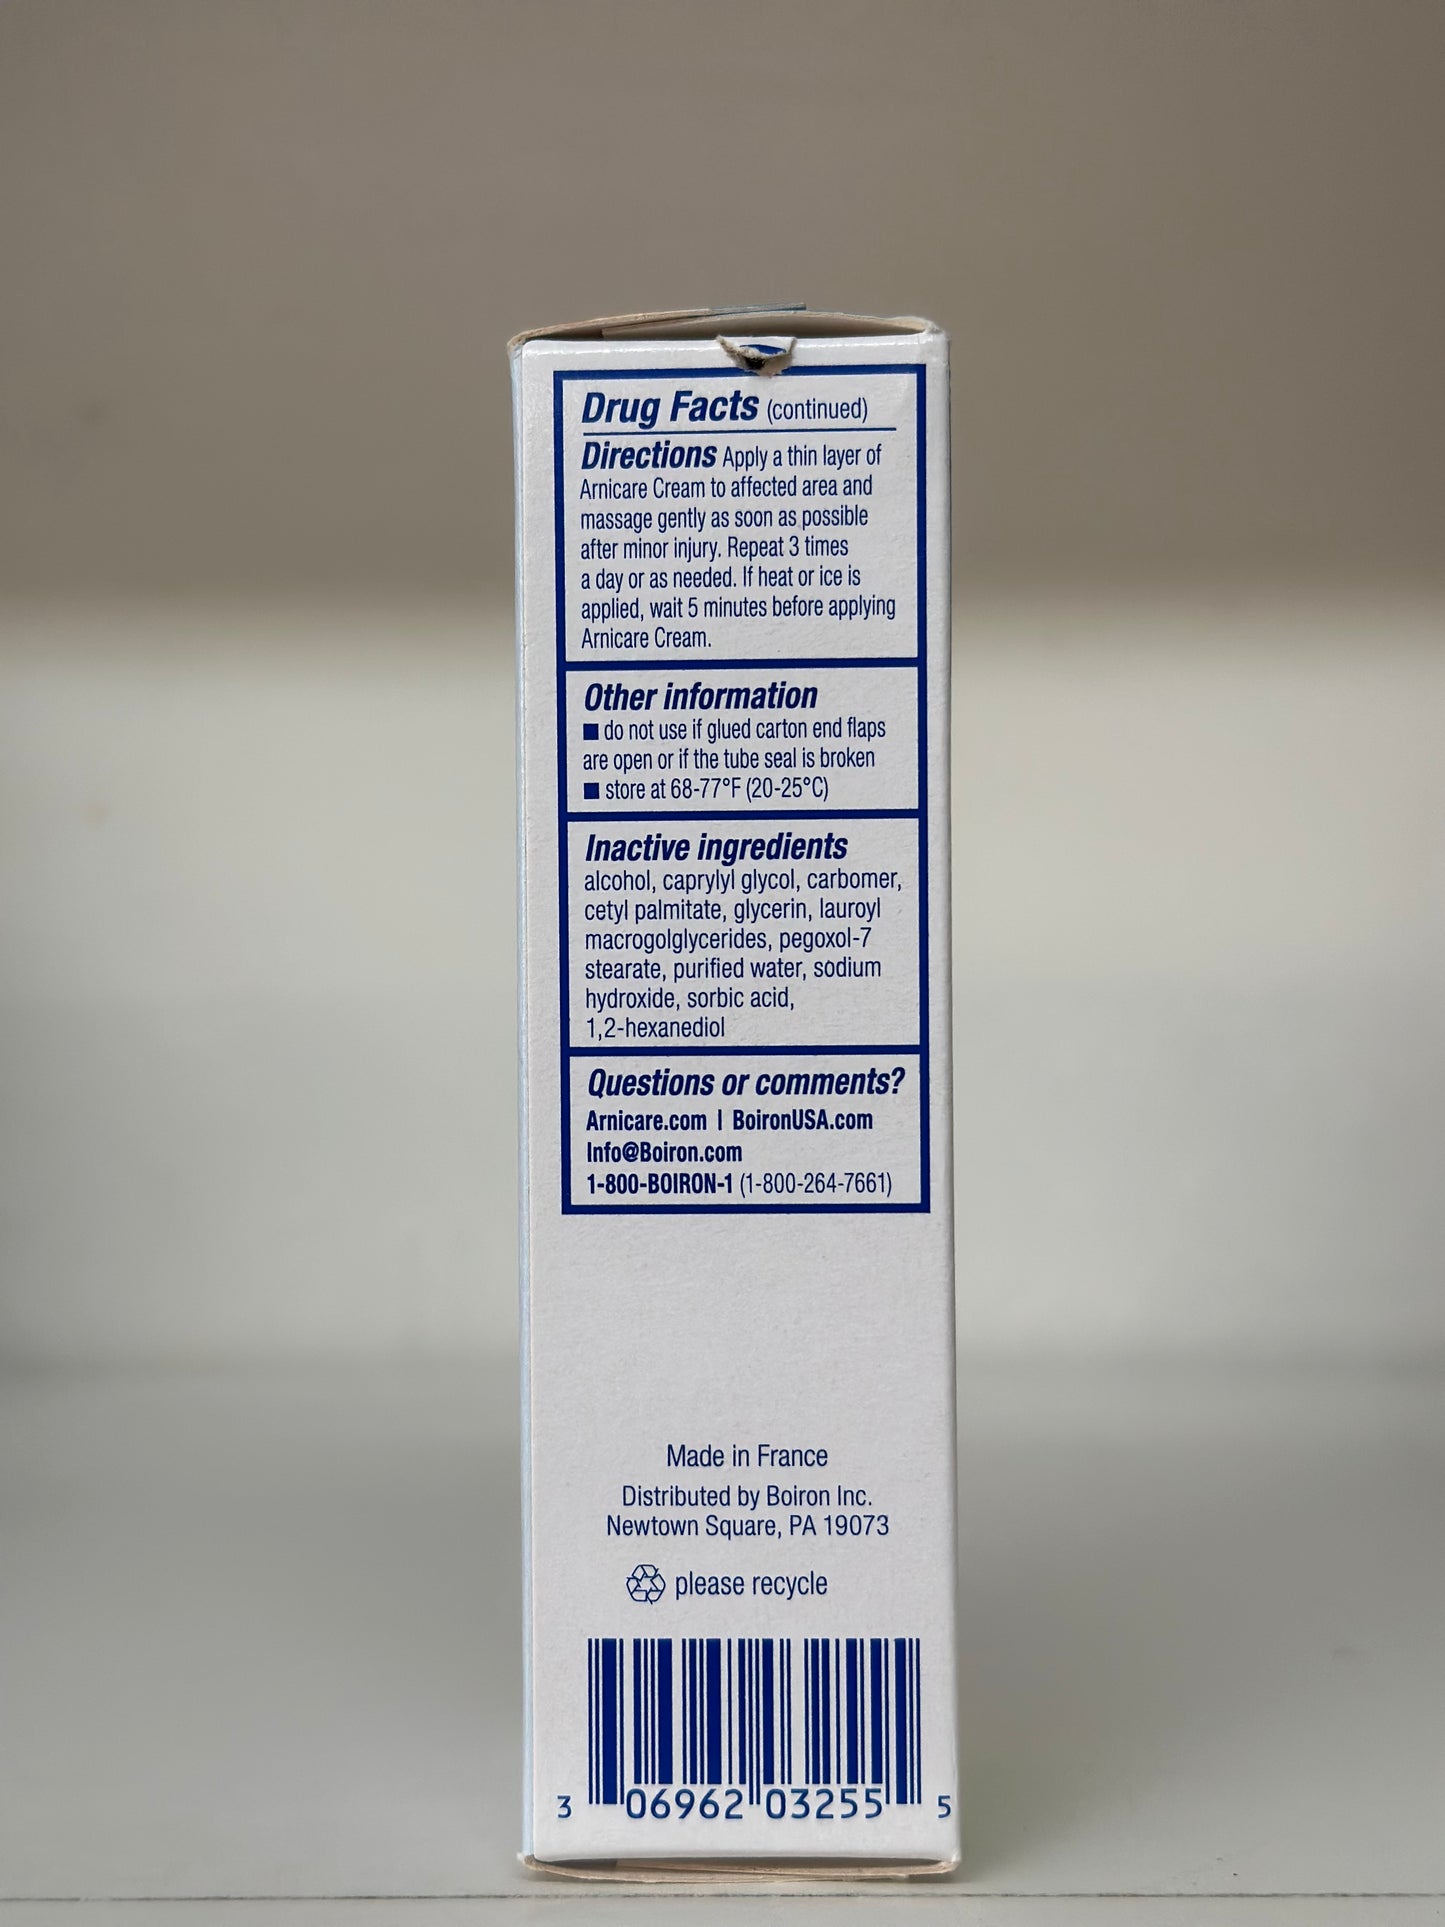 Drug Facts (continued)
Directions Apply a thin layer of
Arnicare Cream to affected area and
massage gently as soon as possible
after minor injury. Repeat 3 times
a day or as needed. If heat or ice is
applied, wait 5 minutes before applying
Arnicare Cream.
Other information
■ do not use if glued carton end flaps
are open or if the tube seal is broken
■ store at 68-77°F (20-25°C)
Inactive ingredients
alcohol, caprylyl glycol, carbomer,
cetyl palmitate, glycerin, lauroyl
macrogolglycerides, pegoxol-7
stearate, purified water, sodium
hydroxide, sorbic acid,
1,2-hexanediol
Questions or comments?
Arnicare.com | BoironUSA.com
Info@Boiron.com
1-800-BOIRON-1 (1-800-264-7661)
Made in France
Distributed by Boiron Inc.
Newtown Square, PA 19073
please recycle
3 06962 03255 5